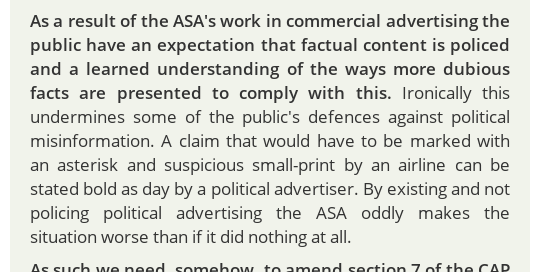 As a result of the ASA's work in commercial advertising the
public have an expectation that factual content is policed
and a learned understanding of the ways more dubious
facts are presented to comply with this. Ironically this
undermines some of the public's defences against political
misinformation. A claim that would have to be marked with
an asterisk and suspicious small-print by an airline can be
stated bold as day by a political advertiser. By existing and not
policing political advertising the ASA oddly makes the
situation worse than if it did nothing at all.
As such we need, somehow, to amend section 7 of the CAP